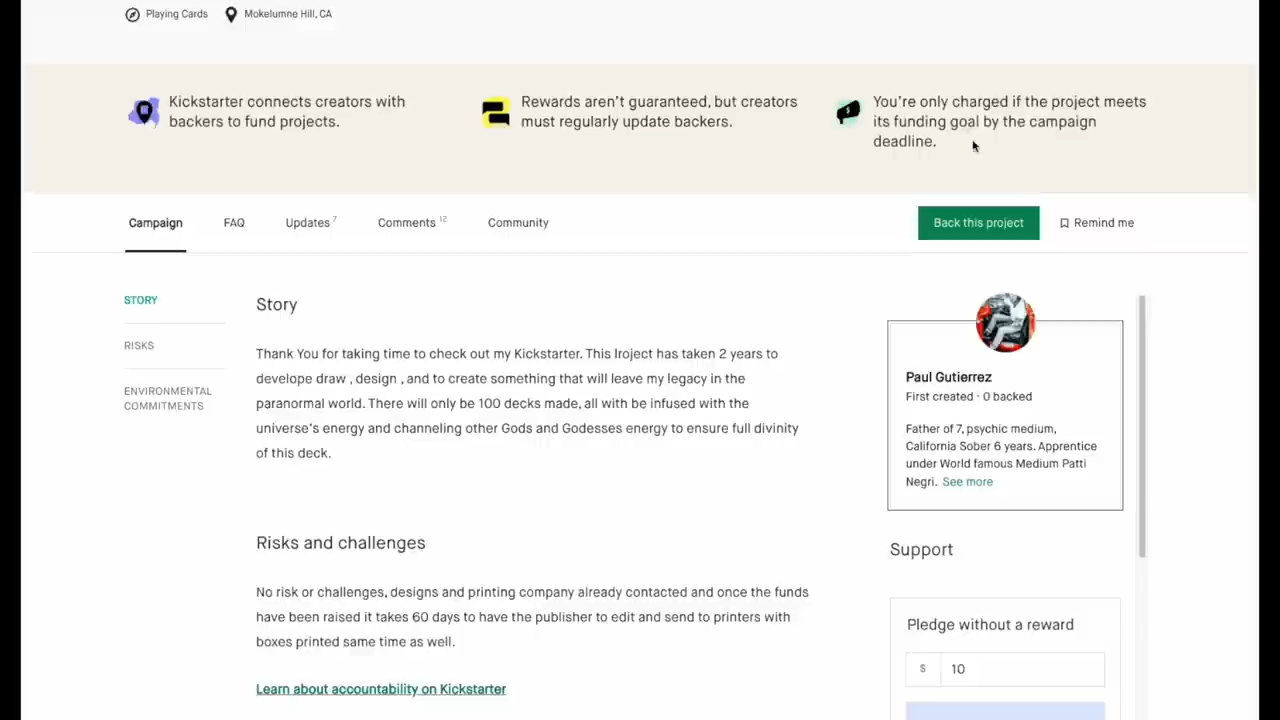 Playing Cards Mokelumne Hill, CA
Kickstarter connects creators with
backers to fund projects.
Rewards aren't guaranteed, but creators
must regularly update backers.
You're only charged if the project meets
its funding goal by the campaign
deadline.
Campaign FAQ Updates 7 Comments 12 Community Back this project Remind me
STORY
RISKS
ENVIRONMENTAL
COMMITMENTS
Story
Thank You for taking time to check out my Kickstarter. This Iroject has taken 2 years to
develope draw , design , and to create something that will leave my legacy in the
paranormal world. There will only be 100 decks made, all with be infused with the
universe's energy and channeling other Gods and Godesses energy to ensure full divinity
of this deck.
Risks and challenges
No risk or challenges, designs and printing company already contacted and once the funds
have been raised it takes 60 days to have the publisher to edit and send to printers with
boxes printed same time as well.
Learn about accountability on Kickstarter
Paul Gutierrez
First created · 0 backed
Father of 7, psychic medium,
California Sober 6 years. Apprentice
under World famous Medium Patti
Negri. See more
Support
Pledge without a reward
$ 10